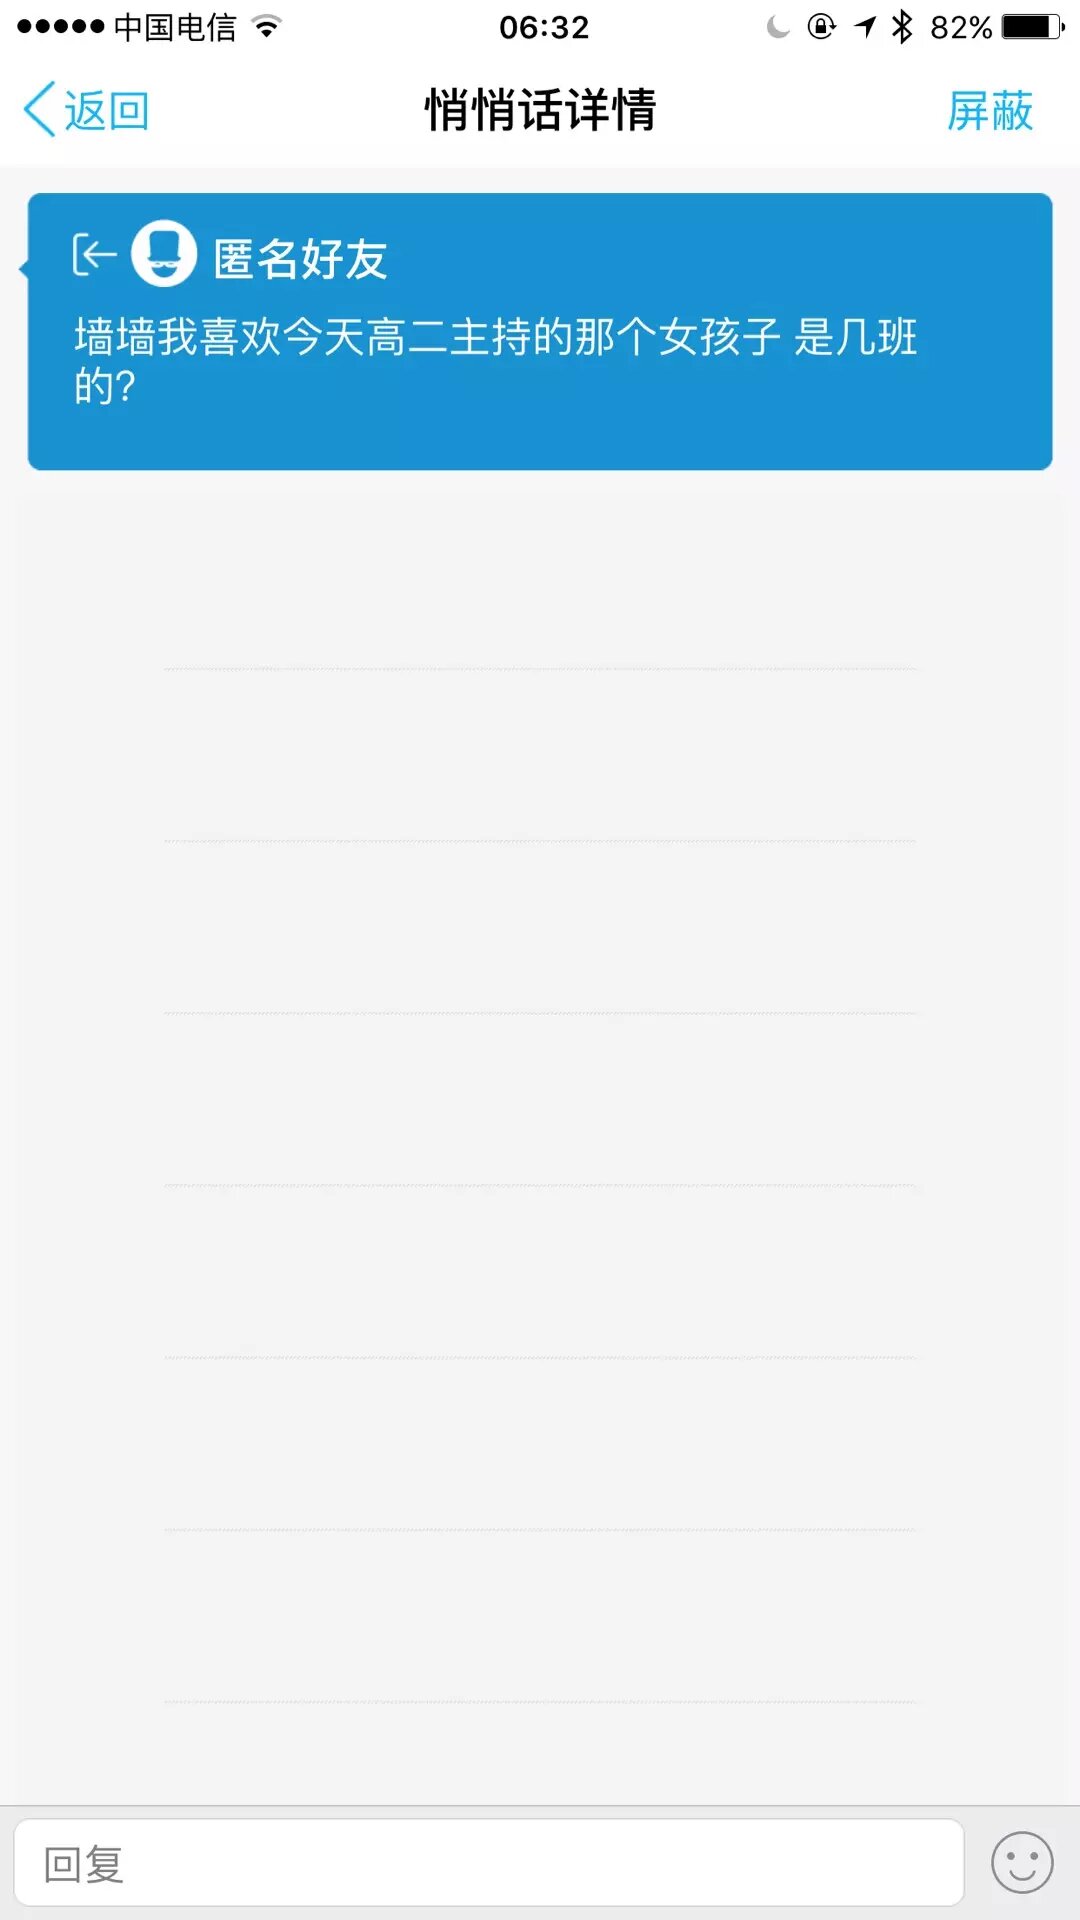 中国电信 06:32 82%
返回 悄悄话详情 屏蔽
匿名好友
墙墙我喜欢今天高二主持的那个女孩子 是几班
的?
回复